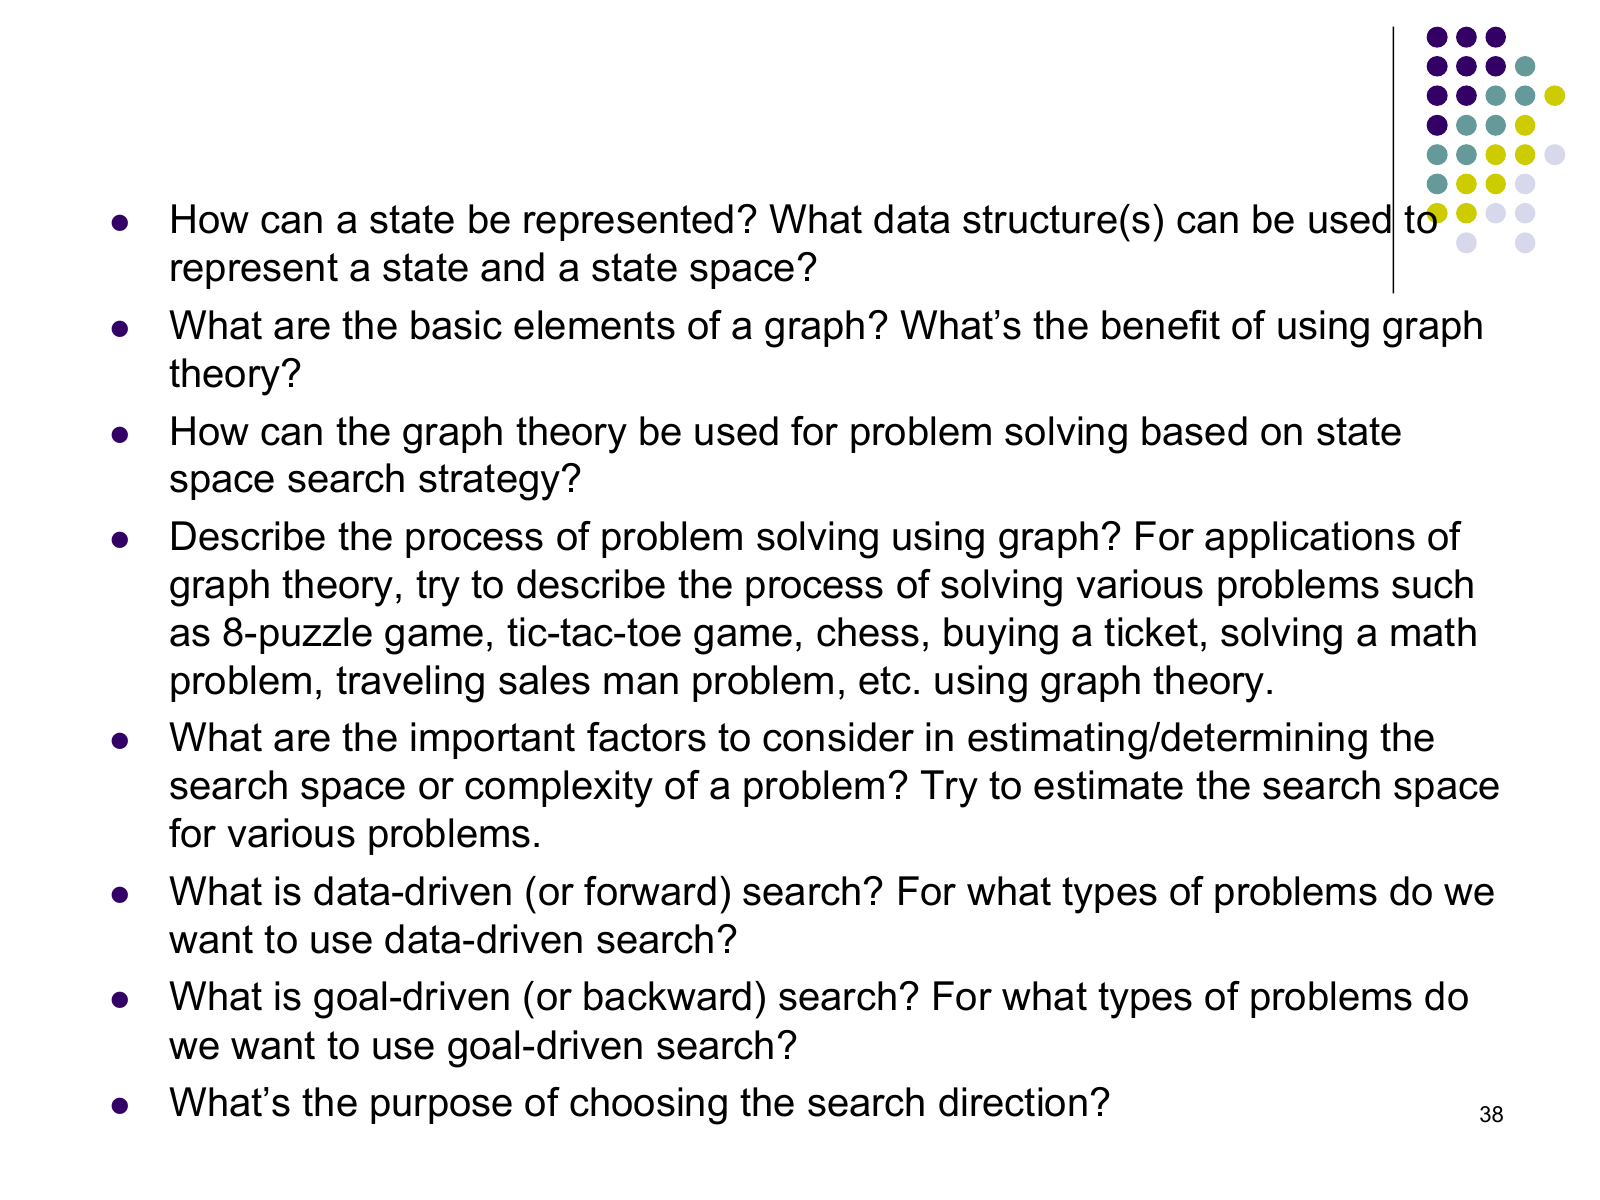 How can a state be represented? What data structure(s) can be used to
represent a state and a state space?
What are the basic elements of a graph? What’s the benefit of using graph
theory?
How can the graph theory be used for problem solving based on state
space search strategy?
Describe the process of problem solving using graph? For applications of
graph theory, try to describe the process of solving various problems such
as 8-puzzle game, tic-tac-toe game, chess, buying a ticket, solving a math
problem, traveling sales man problem, etc. using graph theory.
What are the important factors to consider in estimating/determining the
search space or complexity of a problem? Try to estimate the search space
for various problems.
What is data-driven (or forward) search? For what types of problems do we
want to use data-driven search?
What is goal-driven (or backward) search? For what types of problems do
we want to use goal-driven search?
What’s the purpose of choosing the search direction?
38